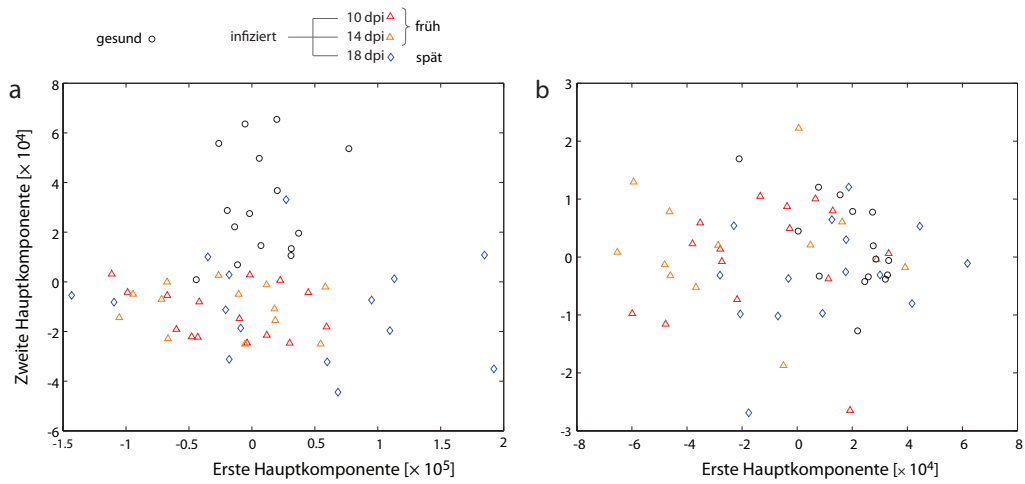 10 dpi
früh
gesund
infiziert
14 dpi
18 dpi
spät
a
8
6
4
2
0
-2
-4
-6
-1.5
-1
-0.5
0
0.5
1
1.5
2
Zweite Hauptkomponente [× 10⁴]
Erste Hauptkomponente [× 10⁵]
b
3
2
1
0
-1
-2
-3
-8
-6
-4
-2
0
2
4
6
8
Erste Hauptkomponente [× 10⁴]